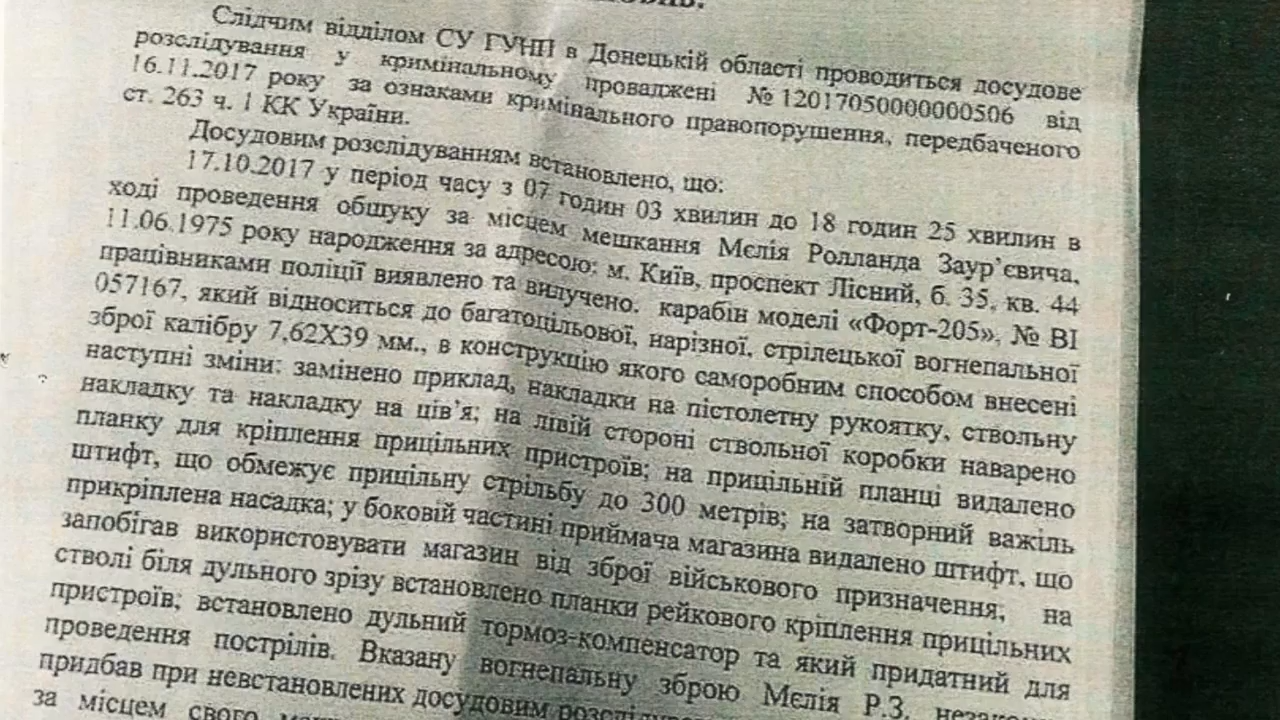 Слідчим відділом СУ ГУНП в Донецькій області проводиться досудове
розслідування у кримінальному проваджені № 12017050000000506 від
16.11.2017 року за ознаками кримінального правопорушення, передбаченого
ст. 263 ч. 1 КК України.
Досудовим розслідуванням встановлено, що:
17.10.2017 у період часу з 07 годин 03 хвилин до 18 годин 25 хвилин в
ході проведення обшуку за місцем мешкання Мєлія Ролланда Заур’євича,
11.06.1975 року народження за адресою: м. Київ, проспект Лісний, б. 35, кв. 44
працівниками поліції виявлено та вилучено. карабін моделі «Форт-205», № ВІ
057167, який відноситься до багатоцільової, нарізної, стрілецької вогнепальної
зброї калібру 7,62Х39 мм., в конструкцію якого саморобним способом внесені
наступні зміни: замінено приклад, накладки на пістолетну рукоятку, ствольну
накладку та накладку на ців’я; на лівій стороні ствольної коробки наварено
планку для кріплення прицільних пристроїв; на прицільній планці видалено
штифт, що обмежує прицільну стрільбу до 300 метрів; на затворний важіль
прикріплена насадка; у боковій частині приймача магазина видалено штифт, що
запобігав використовувати магазин від зброї військового призначення; на
стволі біля дульного зрізу встановлено планки рейкового кріплення прицільних
пристроїв; встановлено дульний тормоз-компенсатор та який придатний для
проведення пострілів. Вказану вогнепальну зброю Мєлія Р.З.
придбав при невстановлених досудовим
за місцем свого